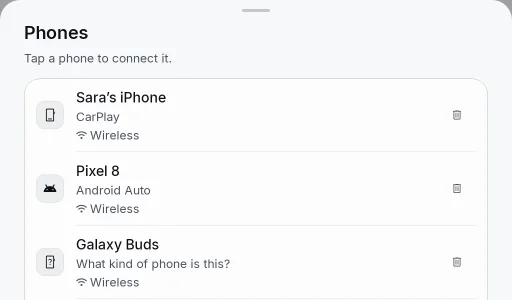 Phones
Tap a phone to connect it.
Sara’s iPhone
CarPlay
Wireless
Pixel 8
Android Auto
Wireless
Galaxy Buds
What kind of phone is this?
Wireless